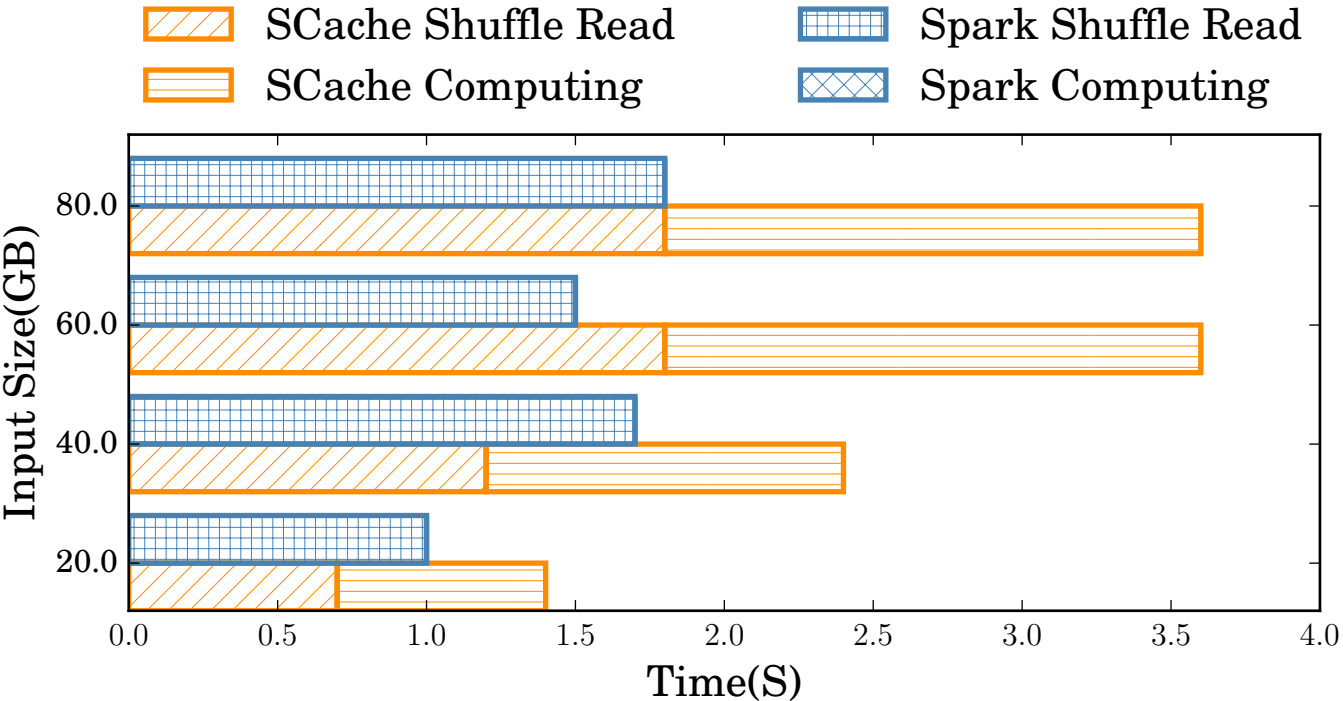 SCache Shuffle Read
Spark Shuffle Read
SCache Computing
Spark Computing
80.0
60.0
40.0
20.0
Input Size(GB)
0.0 0.5 1.0 1.5 2.0 2.5 3.0 3.5 4.0
Time(S)